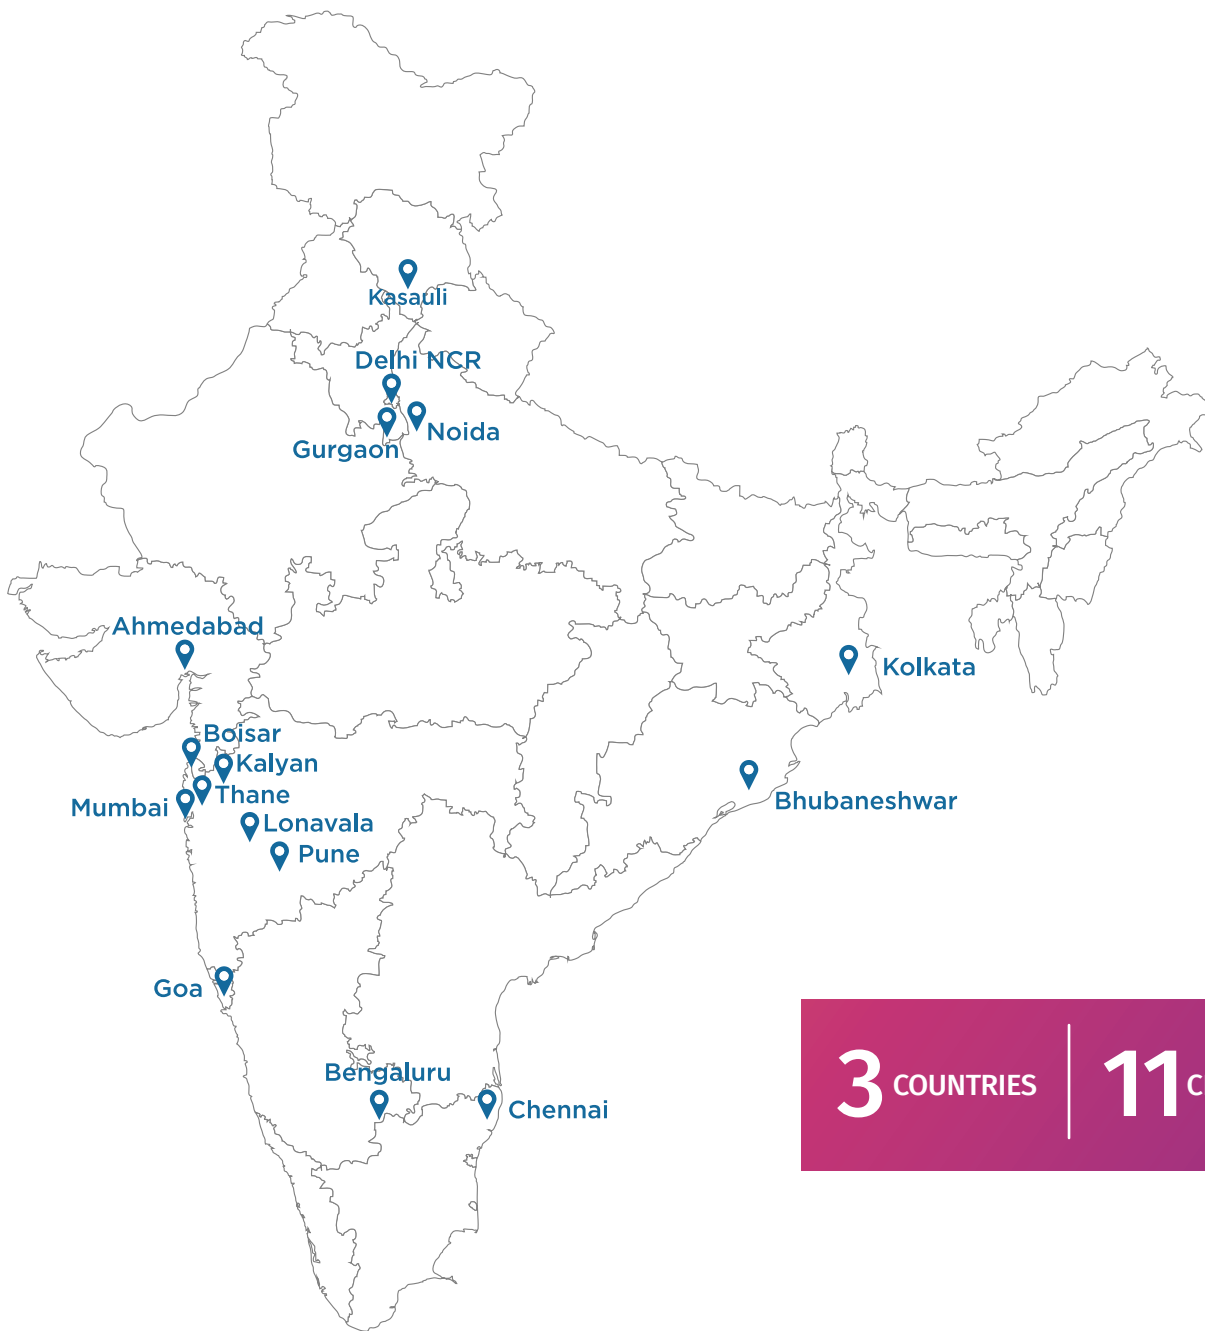 Kasauli
Delhi NCR
Noida
Gurgaon
Ahmedabad
Kolkata
Boisar
Kalyan
Thane
Mumbai
Bhubaneshwar
Lonavala
Pune
Goa
3 COUNTRIES
11 C
Bengaluru
Chennai